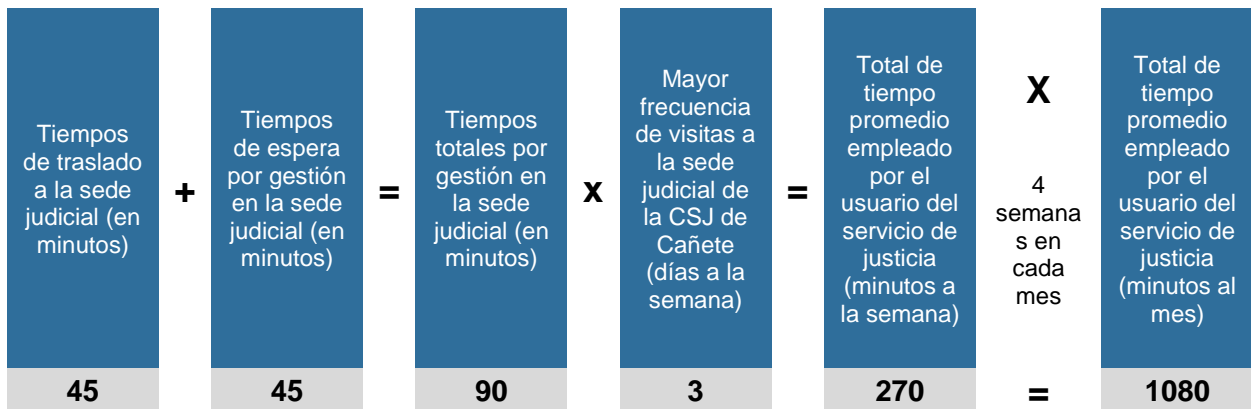 Tiempos
de traslado
a la sede
judicial (en
minutos)
+
Tiempos
de espera
por gestión
en la sede
judicial (en
minutos)
=
Tiempos
totales por
gestión en
la sede
judicial (en
minutos)
x
Mayor
frecuencia
de visitas a
la sede
judicial de
la CSJ de
Cañete
(días a la
semana)
=
Total de
tiempo
promedio
empleado
por el
usuario del
servicio de
justicia
(minutos a
la semana)
X
4
semana
s en
cada
mes
Total de
tiempo
promedio
empleado
por el
usuario del
servicio de
justicia
(minutos al
mes)
45 45 90 3 270 = 1080